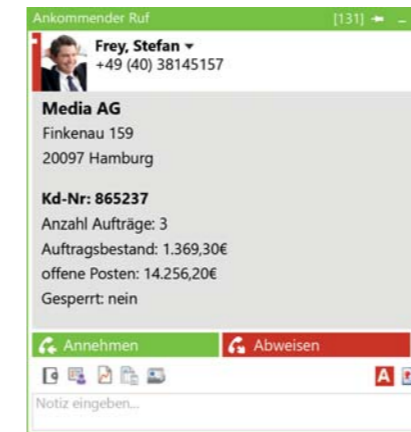 Ankommender Ruf [131]
Frey, Stefan
+49 (40) 38145157
Media AG
Finkenau 159
20097 Hamburg
Kd-Nr: 865237
Anzahl Aufträge: 3
Auftragsbestand: 1.369,30€
offene Posten: 14.256,20€
Gesperrt: nein
Annehmen Abweisen
A
Notiz eingeben...